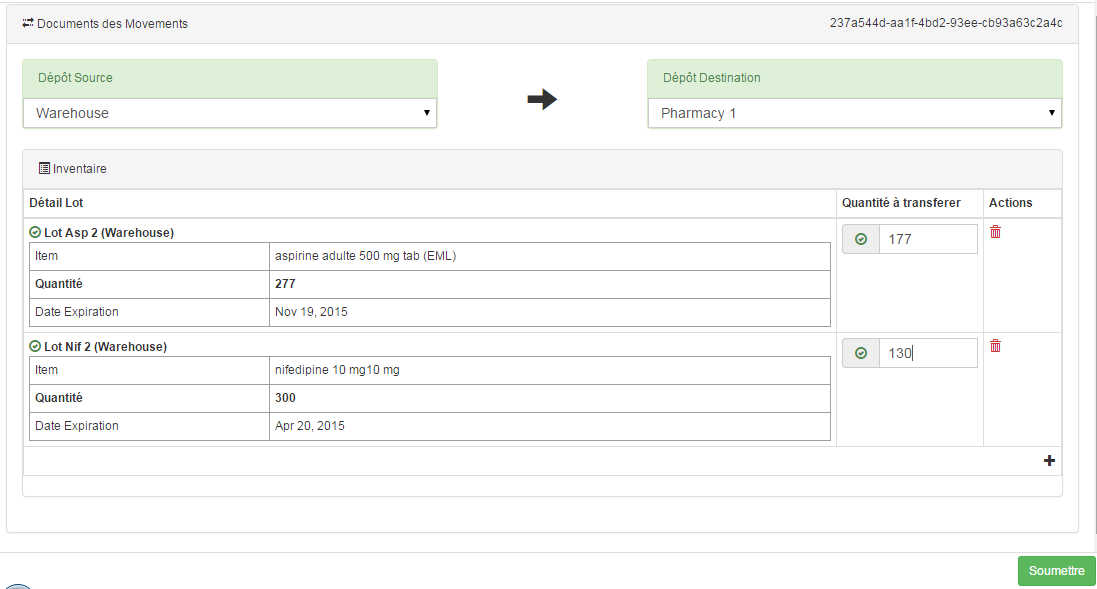 Documents des Movements 237a544d-aa1f-4bd2-93ee-cb93a63c2a4c
Dépôt Source Dépôt Destination
Warehouse Pharmacy 1
Inventaire
Détail Lot Quantité à transferer Actions
Lot Asp 2 (Warehouse) 177
Item aspirine adulte 500 mg tab (EML)
Quantité 277
Date Expiration Nov 19, 2015
Lot Nif 2 (Warehouse) 130
Item nifedipine 10 mg10 mg
Quantité 300
Date Expiration Apr 20, 2015
Soumettre